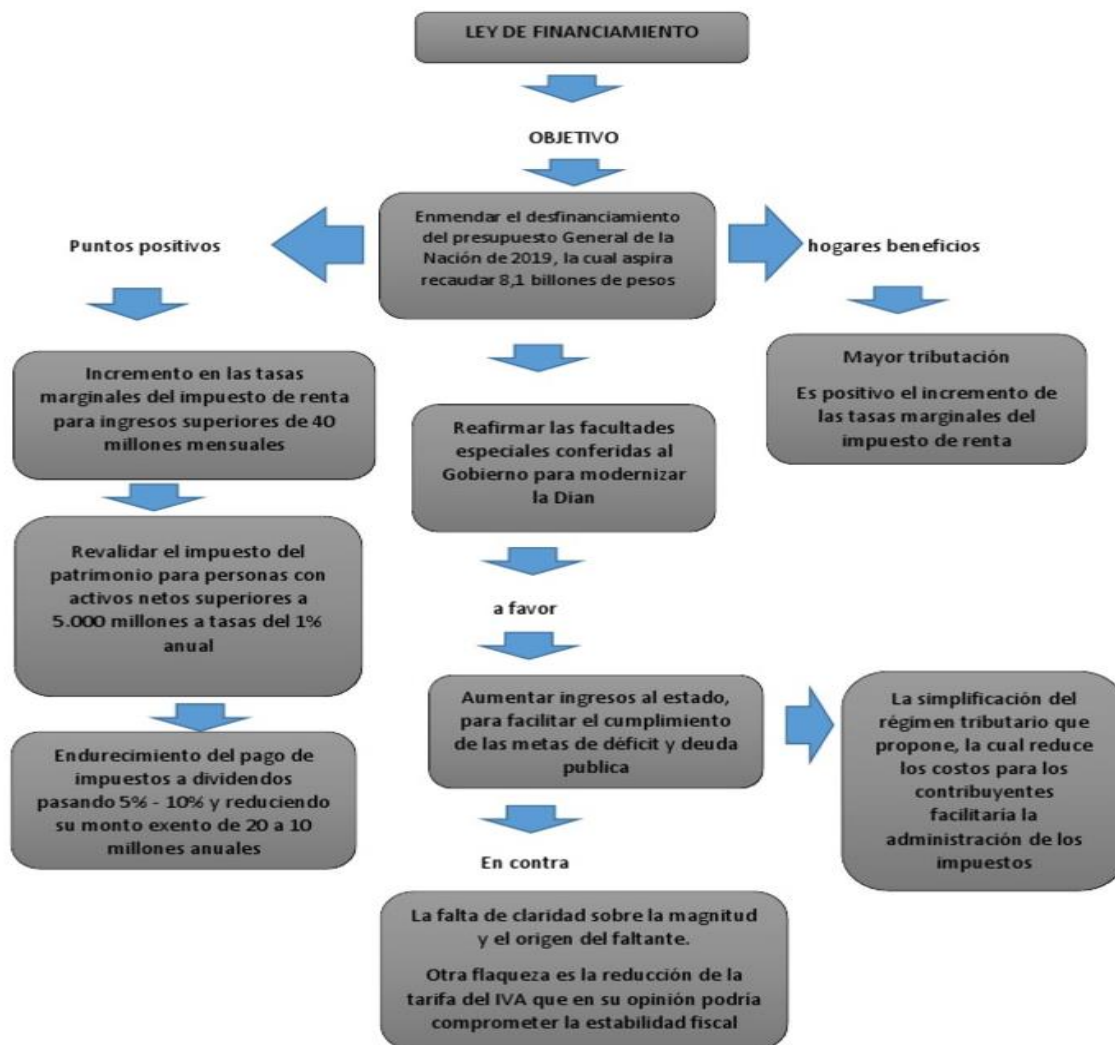 LEY DE FINANCIAMIENTO
OBJETIVO
Enmendar el desfinanciamiento
del presupuesto General de la
Nación de 2019, la cual aspira
recaudar 8,1 billones de pesos
Puntos positivos
Incremento en las tasas
marginales del impuesto de renta
para ingresos superiores de 40
millones mensuales
Revalidar el impuesto del
patrimonio para personas con
activos netos superiores a
5.000 millones a tasas del 1%
anual
Endurecimiento del pago de
impuestos a dividendos
pasando 5% - 10% y reduciendo
su monto exento de 20 a 10
millones anuales
Reafirmar las facultades
especiales conferidas al
Gobierno para modernizar
la Dian
a favor
Aumentar ingresos al estado,
para facilitar el cumplimiento
de las metas de déficit y deuda
publica
La simplificación del
régimen tributario que
propone, la cual reduce
los costos para los
contribuyentes
facilitaría la
administración de los
impuestos
En contra
La falta de claridad sobre la magnitud
y el origen del faltante.
Otra flaqueza es la reducción de la
tarifa del IVA que en su opinión podría
comprometer la estabilidad fiscal
hogares beneficios
Mayor tributación
Es positivo el incremento de
las tasas marginales del
impuesto de renta